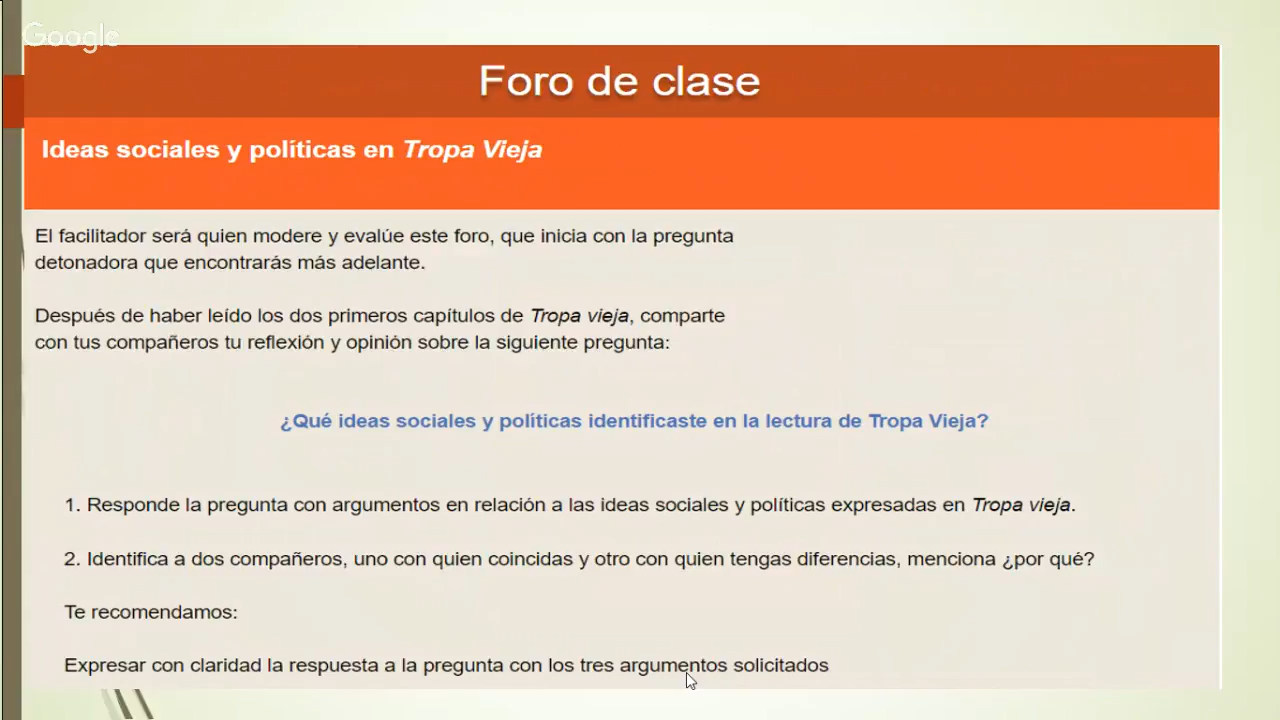 Google
Foro de clase
Ideas sociales y políticas en Tropa Vieja
El facilitador será quien modere y evalúe este foro, que inicia con la pregunta
detonadora que encontrarás más adelante.
Después de haber leído los dos primeros capítulos de Tropa vieja, comparte
con tus compañeros tu reflexión y opinión sobre la siguiente pregunta:
¿Qué ideas sociales y políticas identificaste en la lectura de Tropa Vieja?
1. Responde la pregunta con argumentos en relación a las ideas sociales y políticas expresadas en Tropa vieja.
2. Identifica a dos compañeros, uno con quien coincidas y otro con quien tengas diferencias, menciona ¿por qué?
Te recomendamos:
Expresar con claridad la respuesta a la pregunta con los tres argumentos solicitados